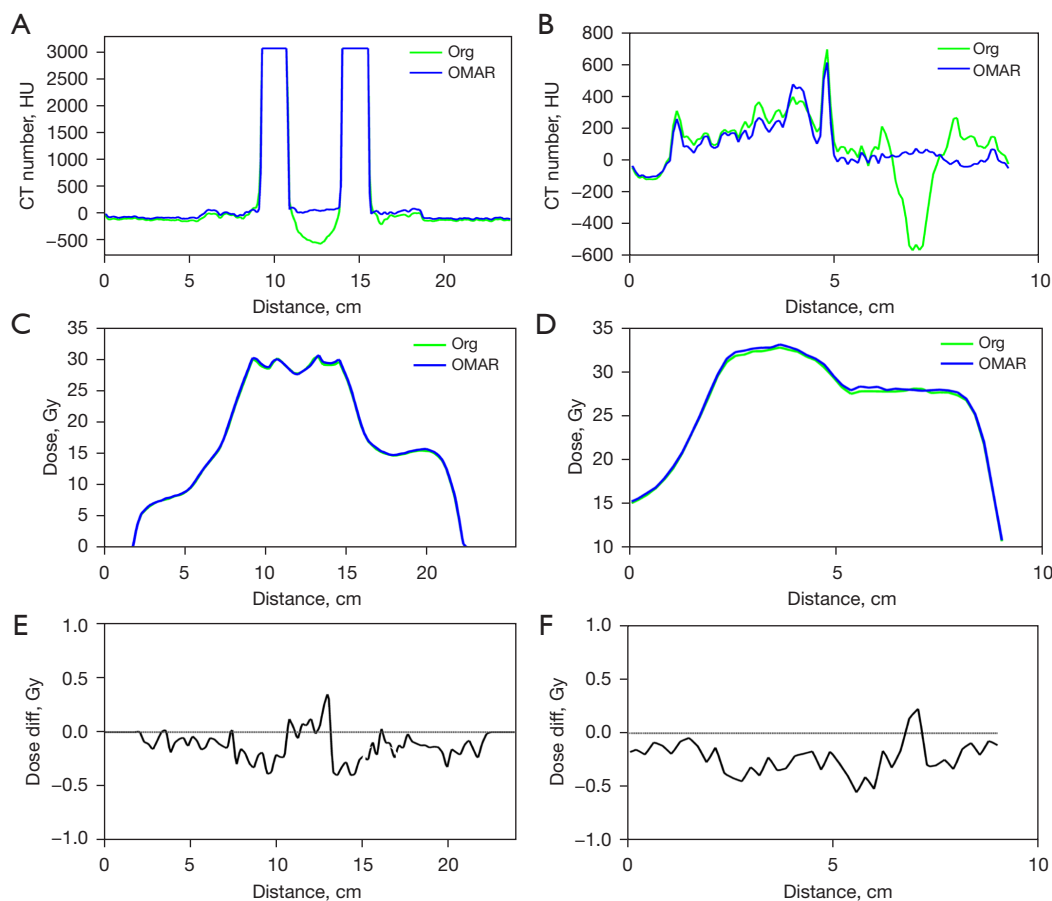 A
CT number, HU
3000
2500
2000
1500
1000
500
0
−500
Org
OMAR
0 5 10 15 20
Distance, cm
B
CT number, HU
800
600
400
200
0
−200
−400
−600
Org
OMAR
0 5 10
Distance, cm
C
Dose, Gy
35
30
25
20
15
10
5
0
Org
OMAR
0 5 10 15 20
Distance, cm
D
Dose, Gy
35
33
28
20
15
10
Org
OMAR
0 5 10
Distance, cm
E
Dose diff, Gy
1.0
0.5
0.0
−0.5
−1.0
0 5 10 15 20
Distance, cm
F
Dose diff, Gy
1.0
0.5
0.0
−0.5
−1.0
0 5 10
Distance, cm